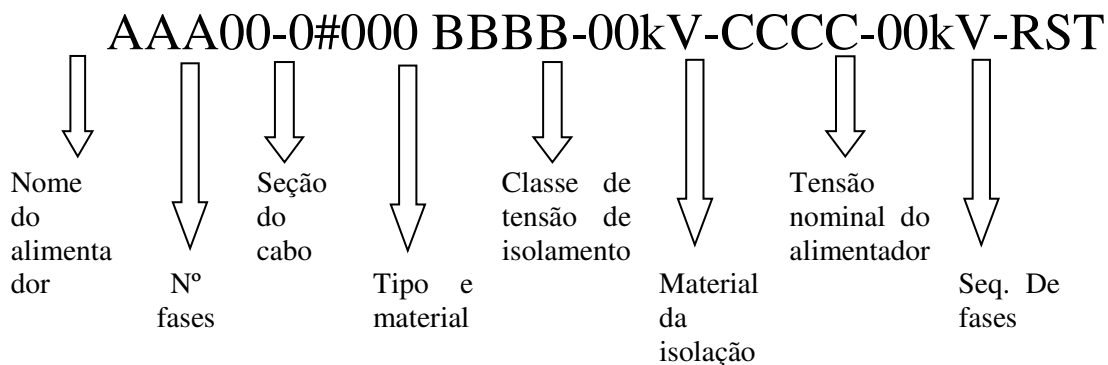 AAA00-0#000 BBBB-00kV-CCCC-00kV-RST
Nome
do
alimenta
dor
Nº
fases
Seção
do
cabo
Tipo e
material
Classe de
tensão de
isolamento
Material
da
isolação
Tensão
nominal do
alimentador
Seq. De
fases